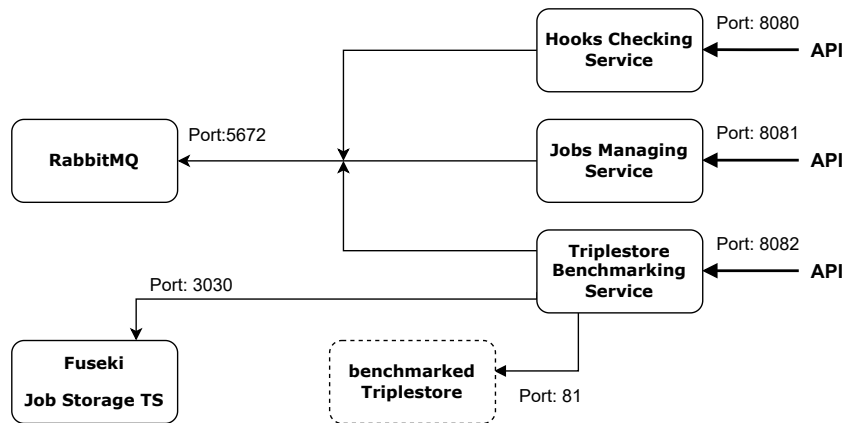 Port: 8080
Hooks Checking
Service
API
Port:5672
RabbitMQ
Port: 8081
Jobs Managing
Service
API
Port: 8082
Triplestore
Benchmarking
Service
API
Port: 3030
Fuseki
Job Storage TS
benchmarked
Triplestore
Port: 81